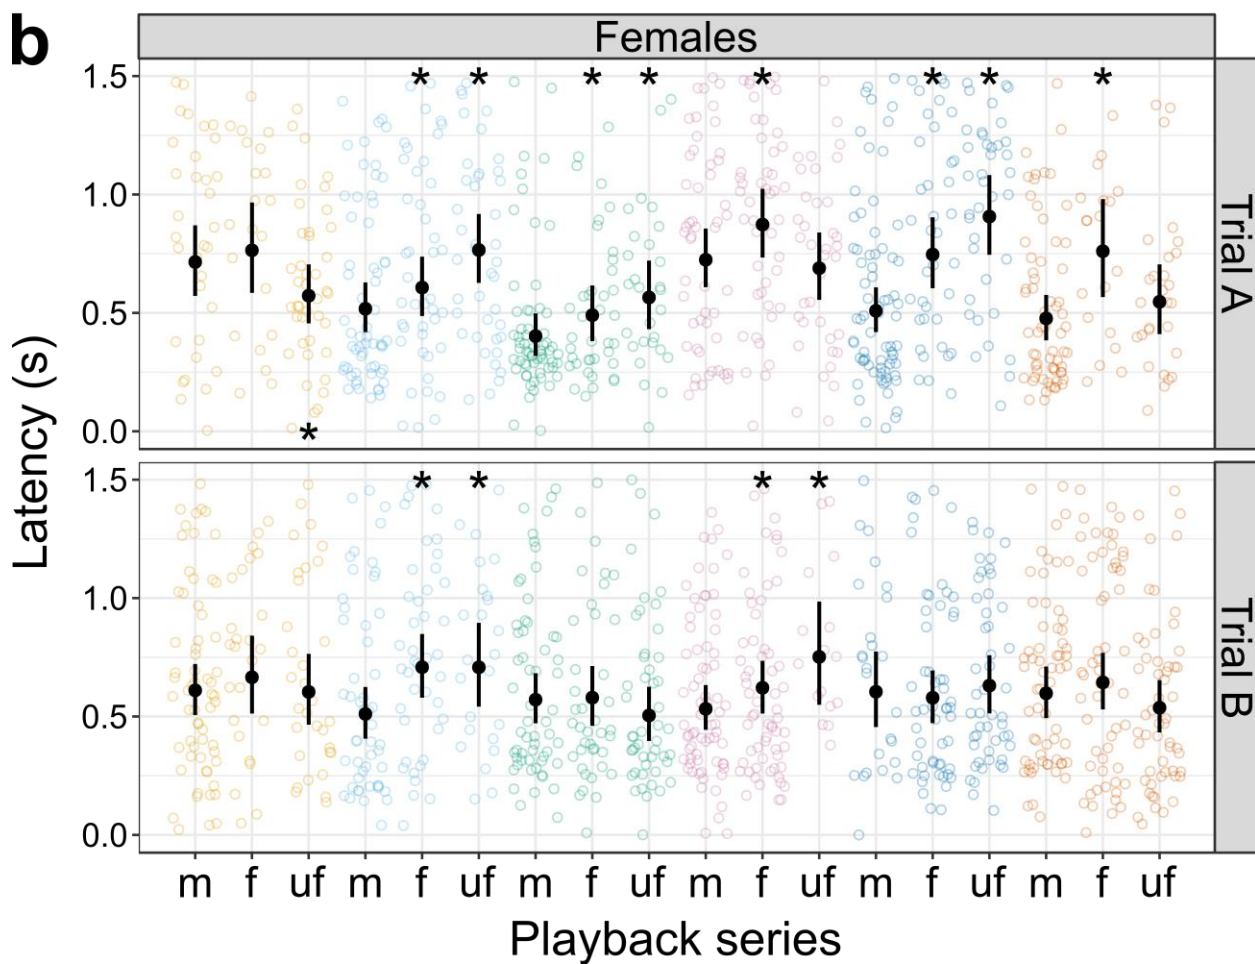 b
Females
* * * * * * * *
1.5
1.0
0.5
0.0
*
Trial A
Latency (s)
* * * *
1.5
1.0
0.5
0.0
Trial B
m f uf m f uf m f uf m f uf m f uf m f uf
Playback series